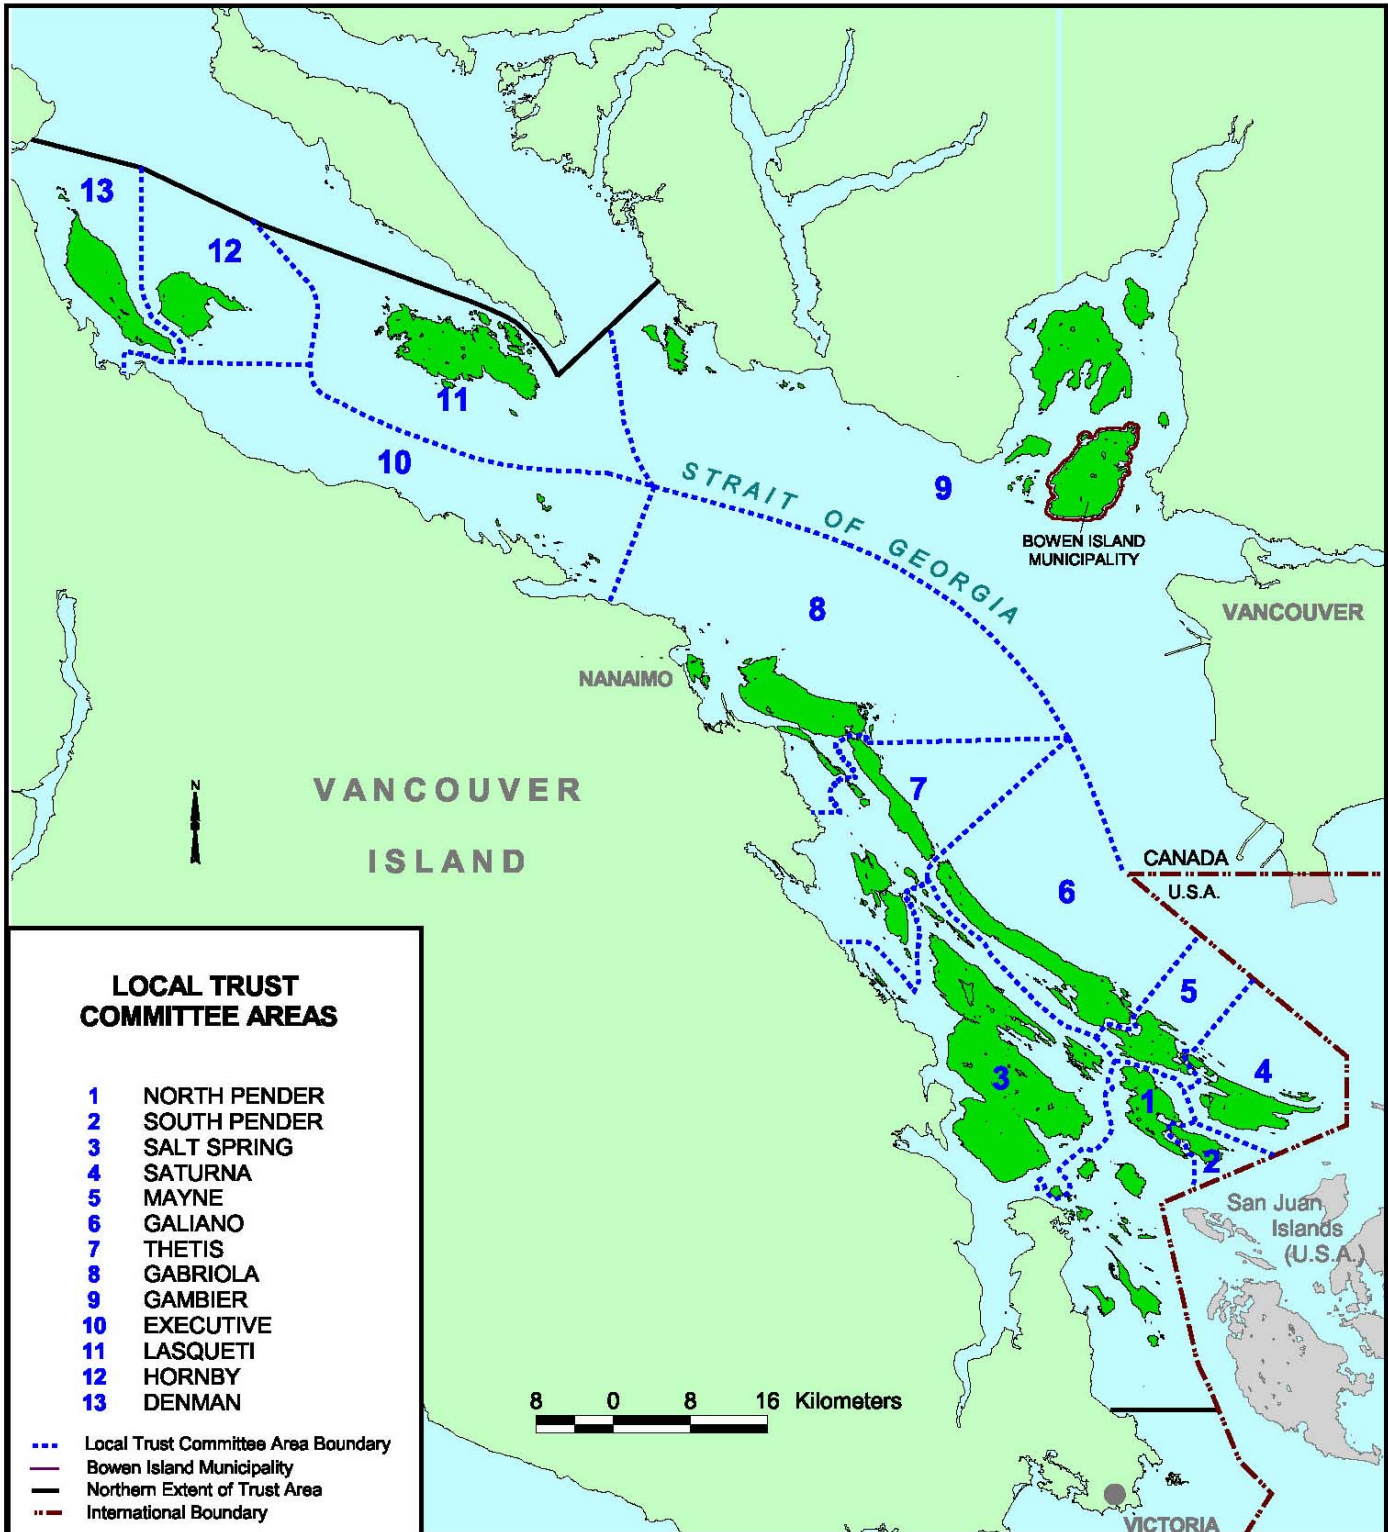 13
12
11
10
9
STRAIT OF GEORGIA
BOWEN ISLAND
MUNICIPALITY
8
VANCOUVER
NANAIMO
7
N
VANCOUVER
ISLAND
CANADA
U.S.A.
6
5
4
3
1
2
San Juan
Islands
(U.S.A.)
LOCAL TRUST
COMMITTEE AREAS
1 NORTH PENDER
2 SOUTH PENDER
3 SALT SPRING
4 SATURNA
5 MAYNE
6 GALIANO
7 THETIS
8 GABRIOLA
9 GAMBIER
10 EXECUTIVE
11 LASQUETI
12 HORNBY
13 DENMAN
Local Trust Committee Area Boundary
Bowen Island Municipality
Northern Extent of Trust Area
International Boundary
8 0 8 16 Kilometers
VICTORIA